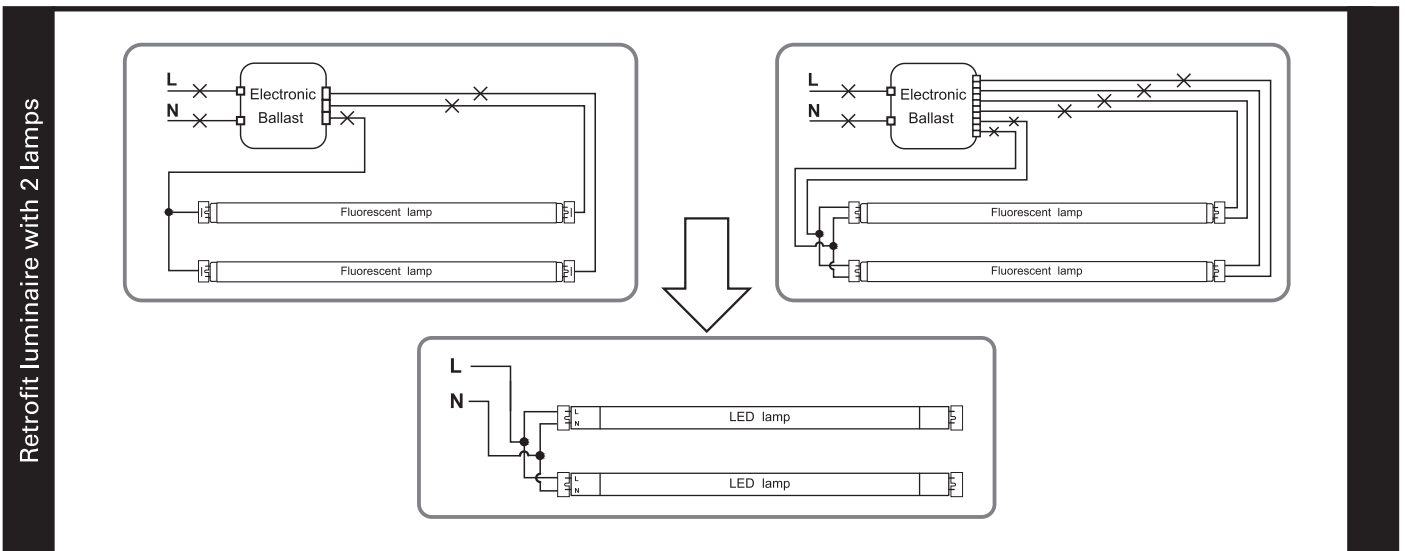 Retrofit luminaire with 2 lamps
L
N
Electronic
Ballast
Fluorescent lamp
Fluorescent lamp
L
N
Electronic
Ballast
Fluorescent lamp
Fluorescent lamp
L
N
L
N
LED lamp
L
N
LED lamp